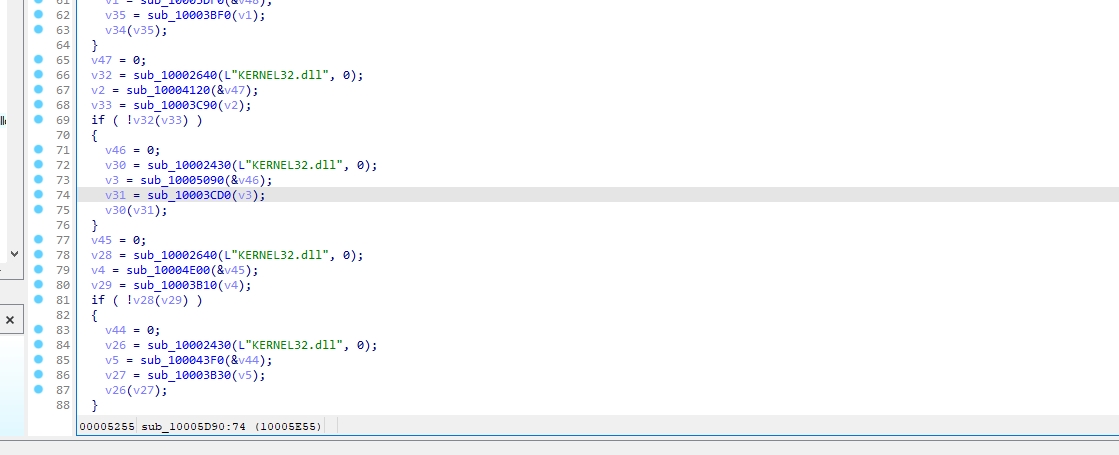 62 v35 = sub_10003BF0(v1);
63 v34(v35);
64 }
65 v47 = 0;
66 v32 = sub_10002640(L"KERNEL32.dll", 0);
67 v2 = sub_10004120(&v47);
68 v33 = sub_10003C90(v2);
69 if ( !v32(v33) )
70 {
71 v46 = 0;
72 v30 = sub_10002430(L"KERNEL32.dll", 0);
73 v3 = sub_10005090(&v46);
74 v31 = sub_10003CD0(v3);
75 v30(v31);
76 }
77 v45 = 0;
78 v28 = sub_10002640(L"KERNEL32.dll", 0);
79 v4 = sub_10004E00(&v45);
80 v29 = sub_10003B10(v4);
81 if ( !v28(v29) )
82 {
83 v44 = 0;
84 v26 = sub_10002430(L"KERNEL32.dll", 0);
85 v5 = sub_100043F0(&v44);
86 v27 = sub_10003B30(v5);
87 v26(v27);
88 }
00005255 sub_10005D90:74 (10005E55)